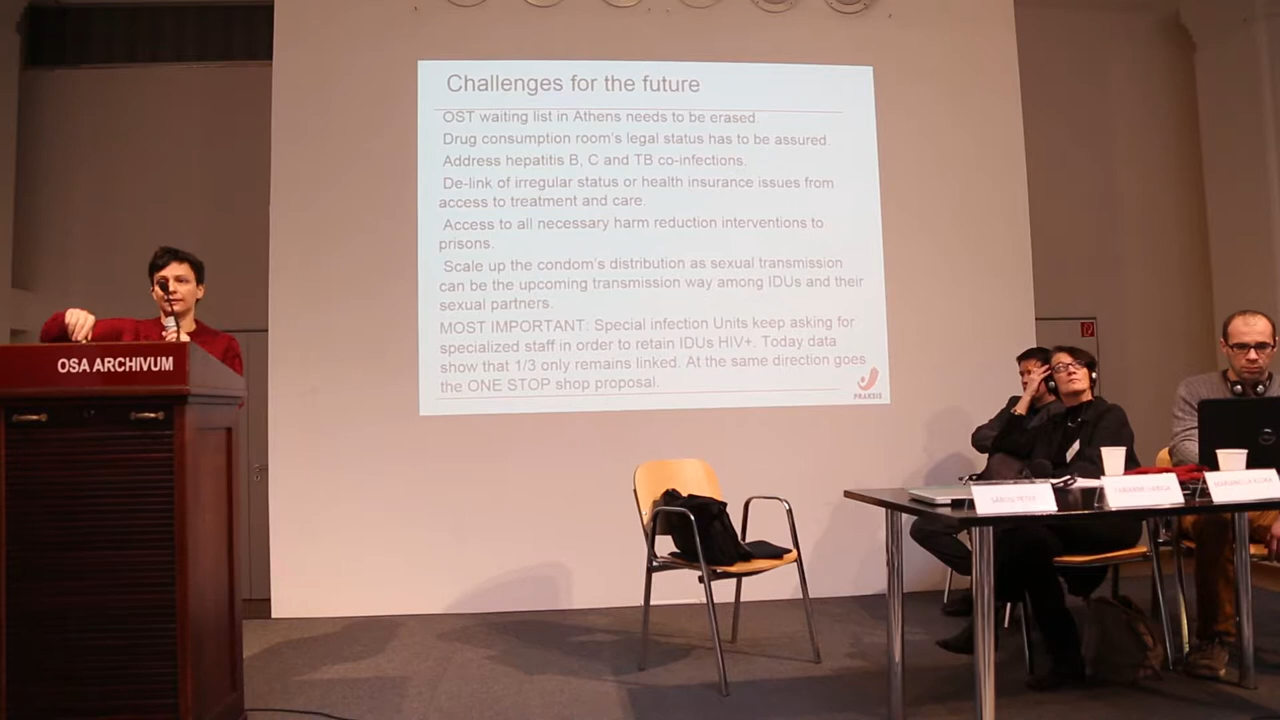 Challenges for the future
OST waiting list in Athens needs to be erased.
Drug consumption room's legal status has to be assured.
Address hepatitis B, C and TB co-infections.
De-link of irregular status or health insurance issues from
access to treatment and care.
Access to all necessary harm reduction interventions to
prisons.
Scale up the condom's distribution as sexual transmission
can be the upcoming transmission way among IDUs and their
sexual partners.
MOST IMPORTANT: Special infection Units keep asking for
specialized staff in order to retain IDUs HIV+. Today data
show that 1/3 only remains linked. At the same direction goes
the ONE STOP shop proposal.
PRAKSIS
OSA ARCHIVUM